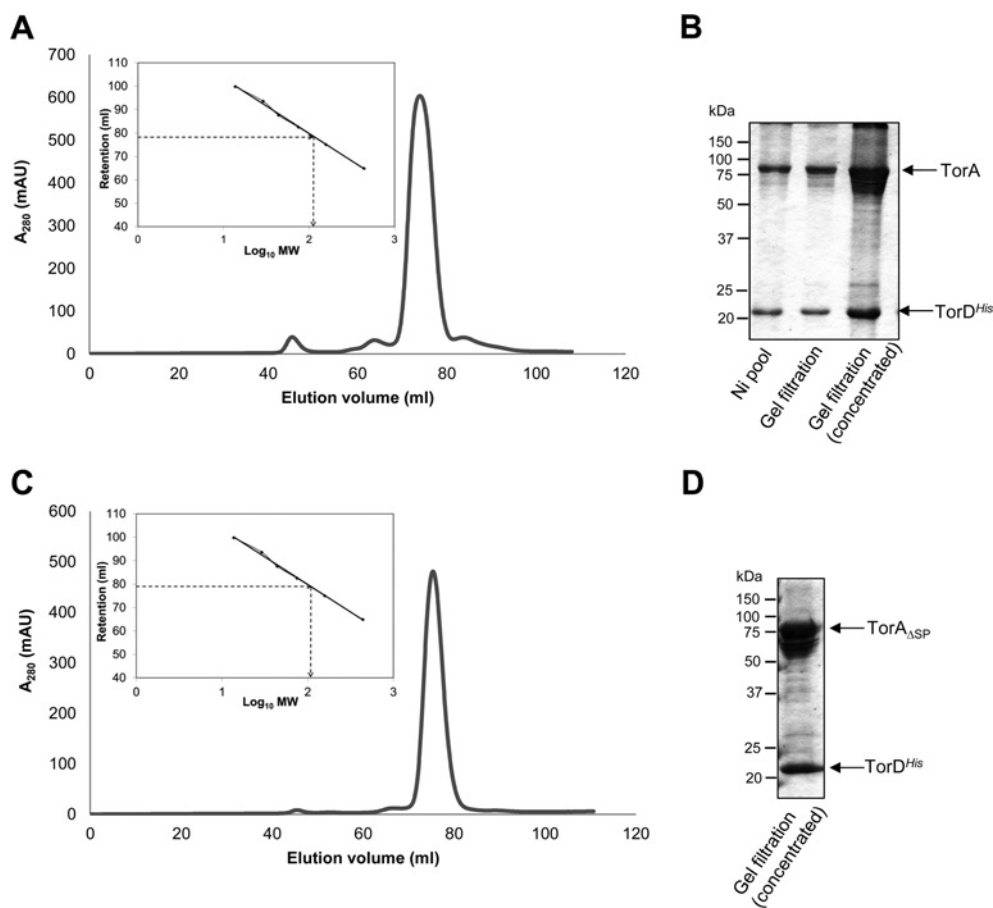 A
700
600
500
400
300
200
100
0
A280 (mAU)
0 20 40 60 80 100 120
Elution volume (ml)
110
100
90
80
70
60
50
40
Retention (ml)
0 1 2 3
Log10 MW
B
kDa
150
100
75
50
37
25
20
TorA
TorDHis
Ni pool
Gel filtration
Gel filtration
(concentrated)
C
600
500
400
300
200
100
0
A280 (mAU)
0 20 40 60 80 100 120
Elution volume (ml)
110
100
90
80
70
60
50
40
Retention (ml)
0 1 2 3
Log10 MW
D
kDa
150
100
75
50
37
25
20
TorAΔSP
TorDHis
Gel filtration
(concentrated)